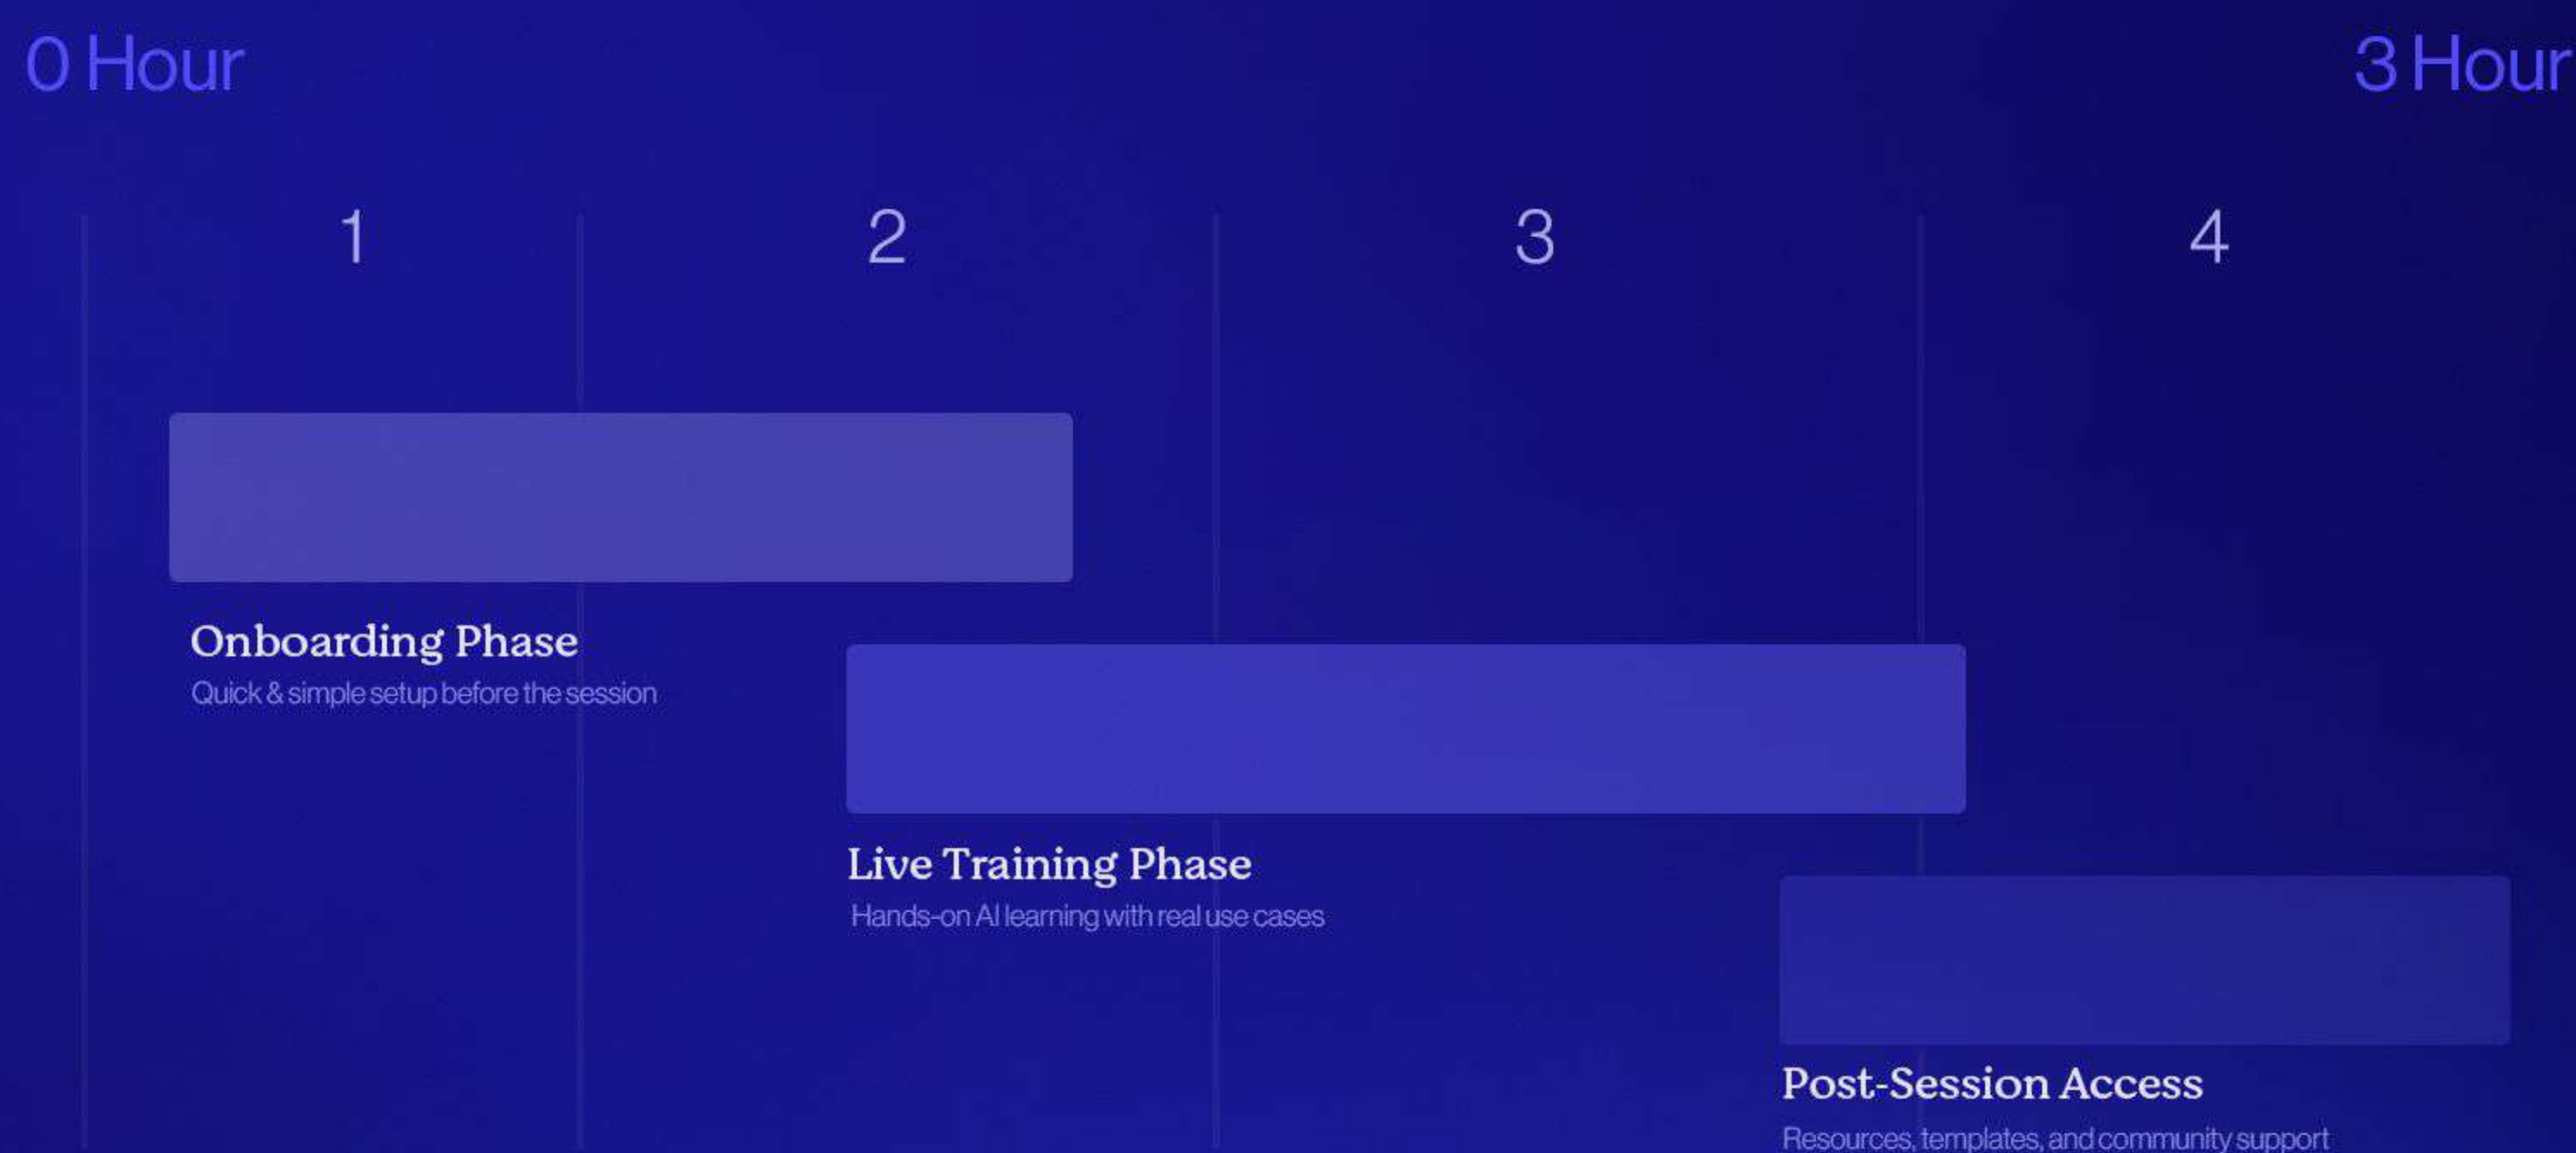 0 Hour
3 Hour
1
2
3
4
Onboarding Phase
Quick & simple setup before the session
Live Training Phase
Hands-on AI learning with real use cases
Post-Session Access
Resources, templates, and community support